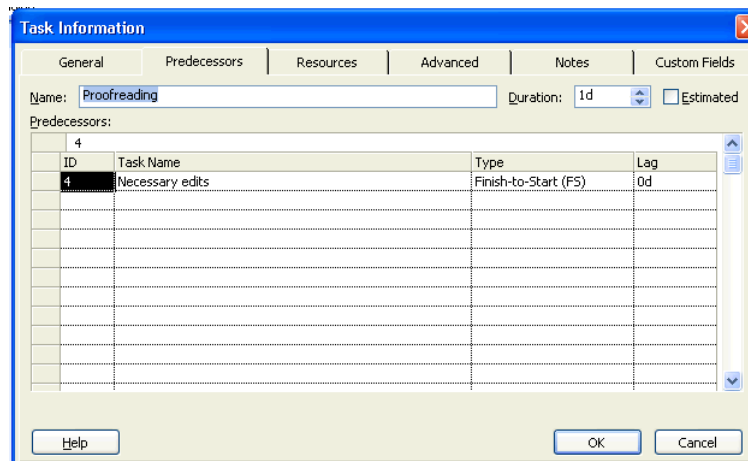 Task Information
General Predecessors Resources Advanced Notes Custom Fields
Name: Proofreading Duration: 1d Estimated
Predecessors:
4
ID Task Name Type Lag
4 Necessary edits Finish-to-Start (FS) 0d
Help OK Cancel